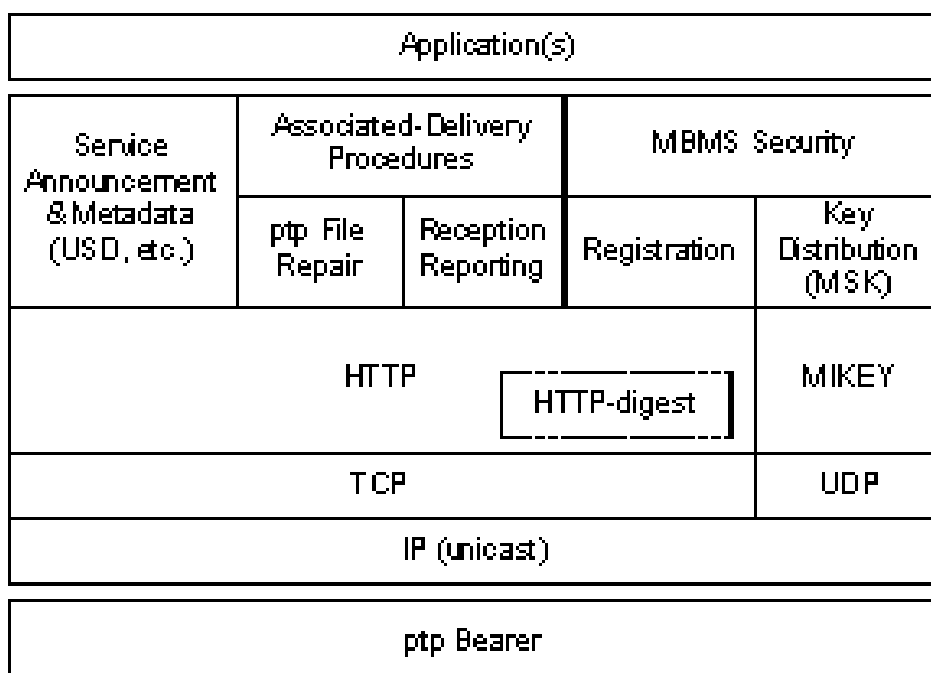 Application(s)
Service
Announcement
& Metadata
(USD, etc.)
Associated-Delivery
Procedures
MBMS Security
ptp File
Repair
Reception
Reporting
Registration
Key
Distribution
(MSK)
HTTP
HTTP-digest
MIKEY
TCP
UDP
IP (unicast)
ptp Bearer